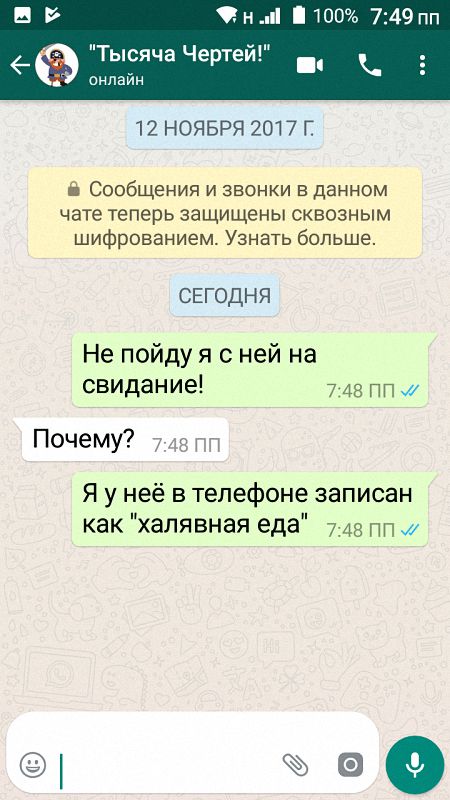 H 100% 7:49 ПП
"Тысяча Чертей!"
онлайн
12 НОЯБРЯ 2017 Г.
Сообщения и звонки в данном
чате теперь защищены сквозным
шифрованием. Узнать больше.
СЕГОДНЯ
Не пойду я с ней на
свидание!
7:48 ПП
Почему?
7:48 ПП
Я у неё в телефоне записан
как "халявная еда"
7:48 ПП